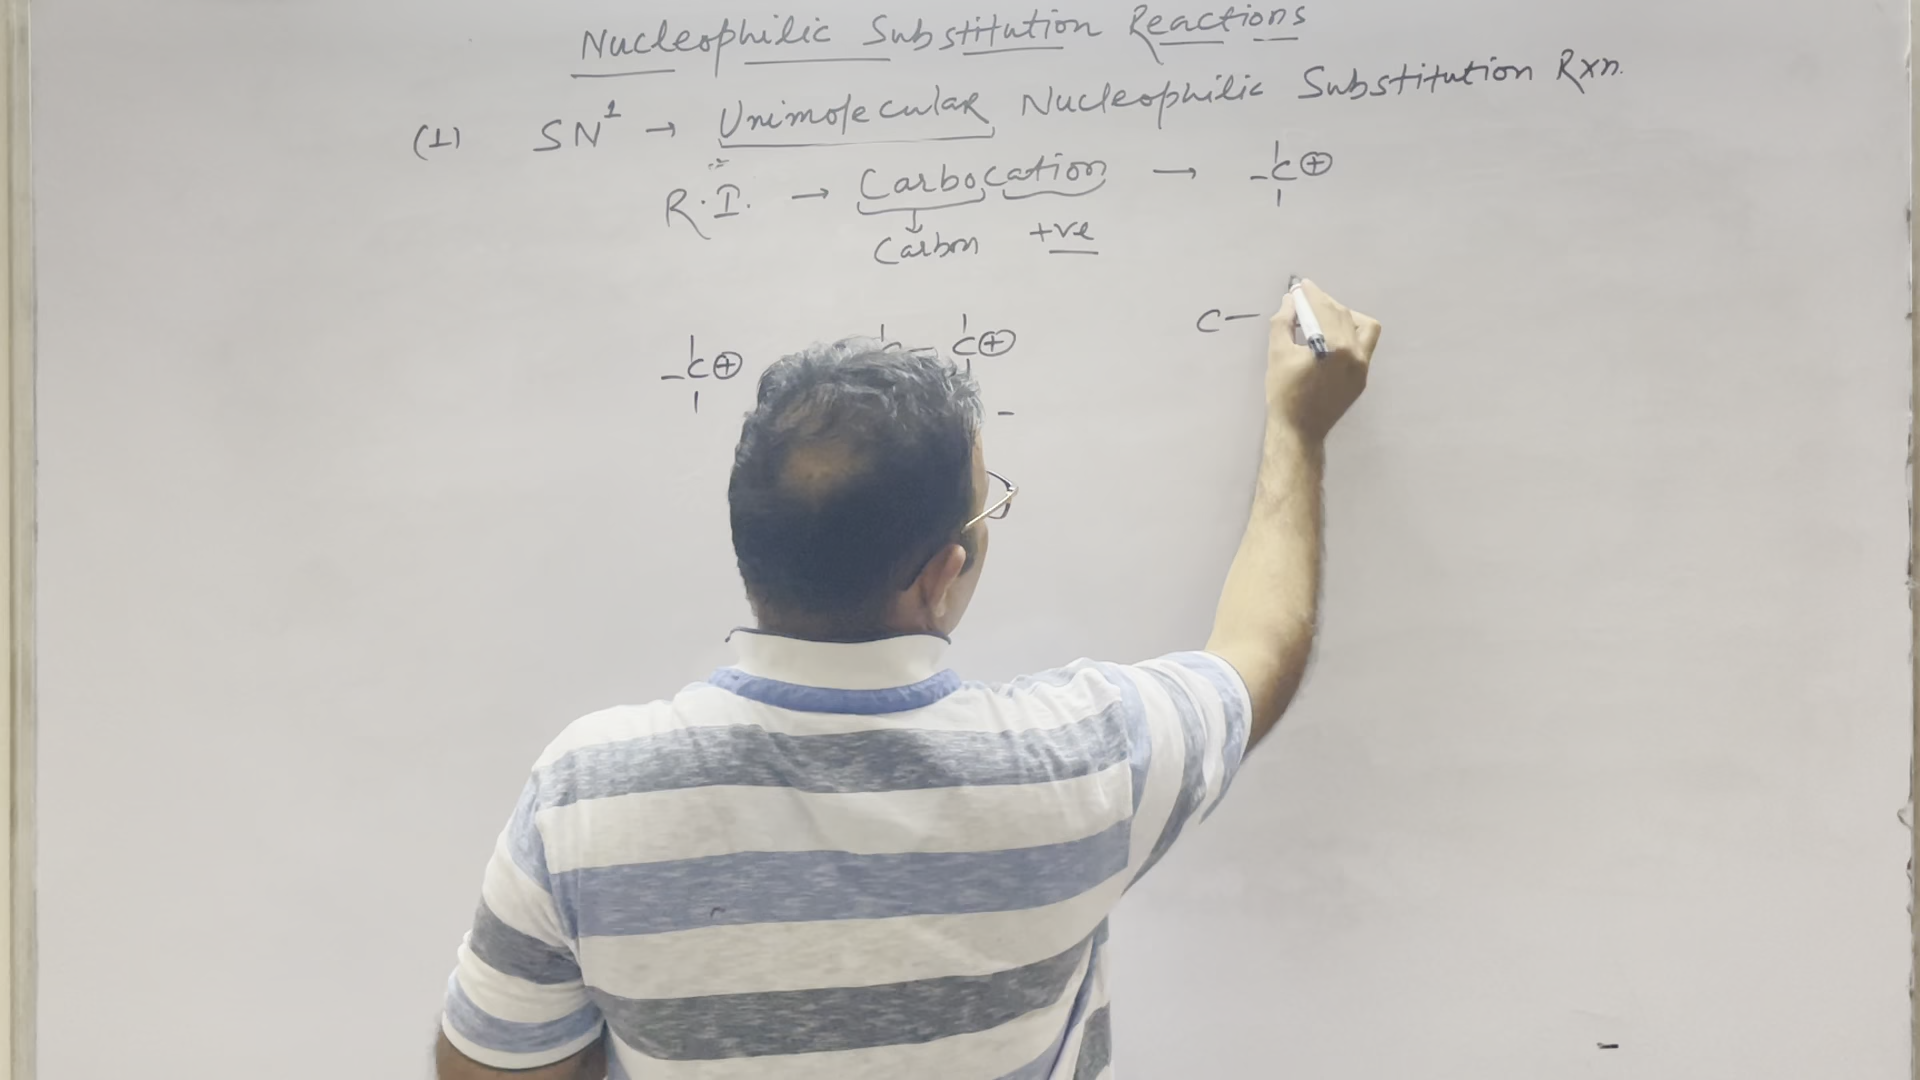 Nucleophilic Substitution Reactions
(1) SN¹ → Unimolecular Nucleophilic Substitution Rxn.
R.I. → Carbocation → -C⊕
Carbon +ve
-C⊕ C-C⊕ C-